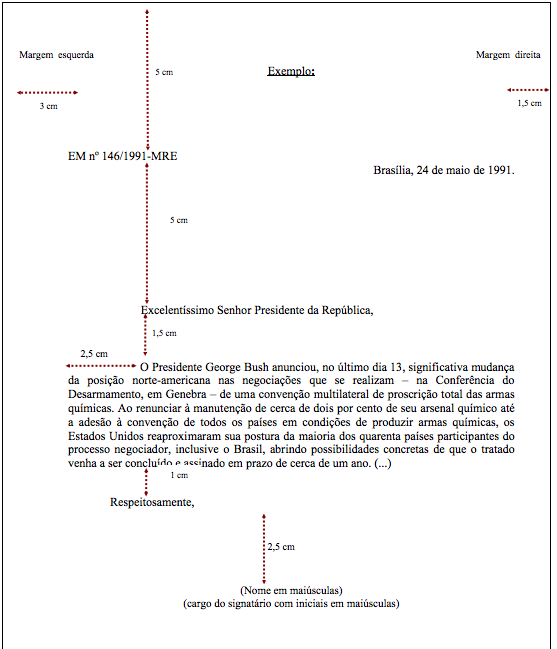 Margem esquerda
Margem direita
5 cm
Exemplo:
3 cm
1,5 cm
EM nº 146/1991-MRE
Brasília, 24 de maio de 1991.
5 cm
Excelentíssimo Senhor Presidente da República,
1,5 cm
2,5 cm
O Presidente George Bush anunciou, no último dia 13, significativa mudança
da posição norte-americana nas negociações que se realizam – na Conferência do
Desarmamento, em Genebra – de uma convenção multilateral de proscrição total das armas
químicas. Ao renunciar à manutenção de cerca de dois por cento de seu arsenal químico até
a adesão à convenção de todos os países em condições de produzir armas químicas, os
Estados Unidos reaproximaram sua postura da maioria dos quarenta países participantes do
processo negociador, inclusive o Brasil, abrindo possibilidades concretas de que o tratado
venha a ser concluído e assinado em prazo de cerca de um ano. (...)
1 cm
Respeitosamente,
2,5 cm
(Nome em maiúsculas)
(cargo do signatário com iniciais em maiúsculas)